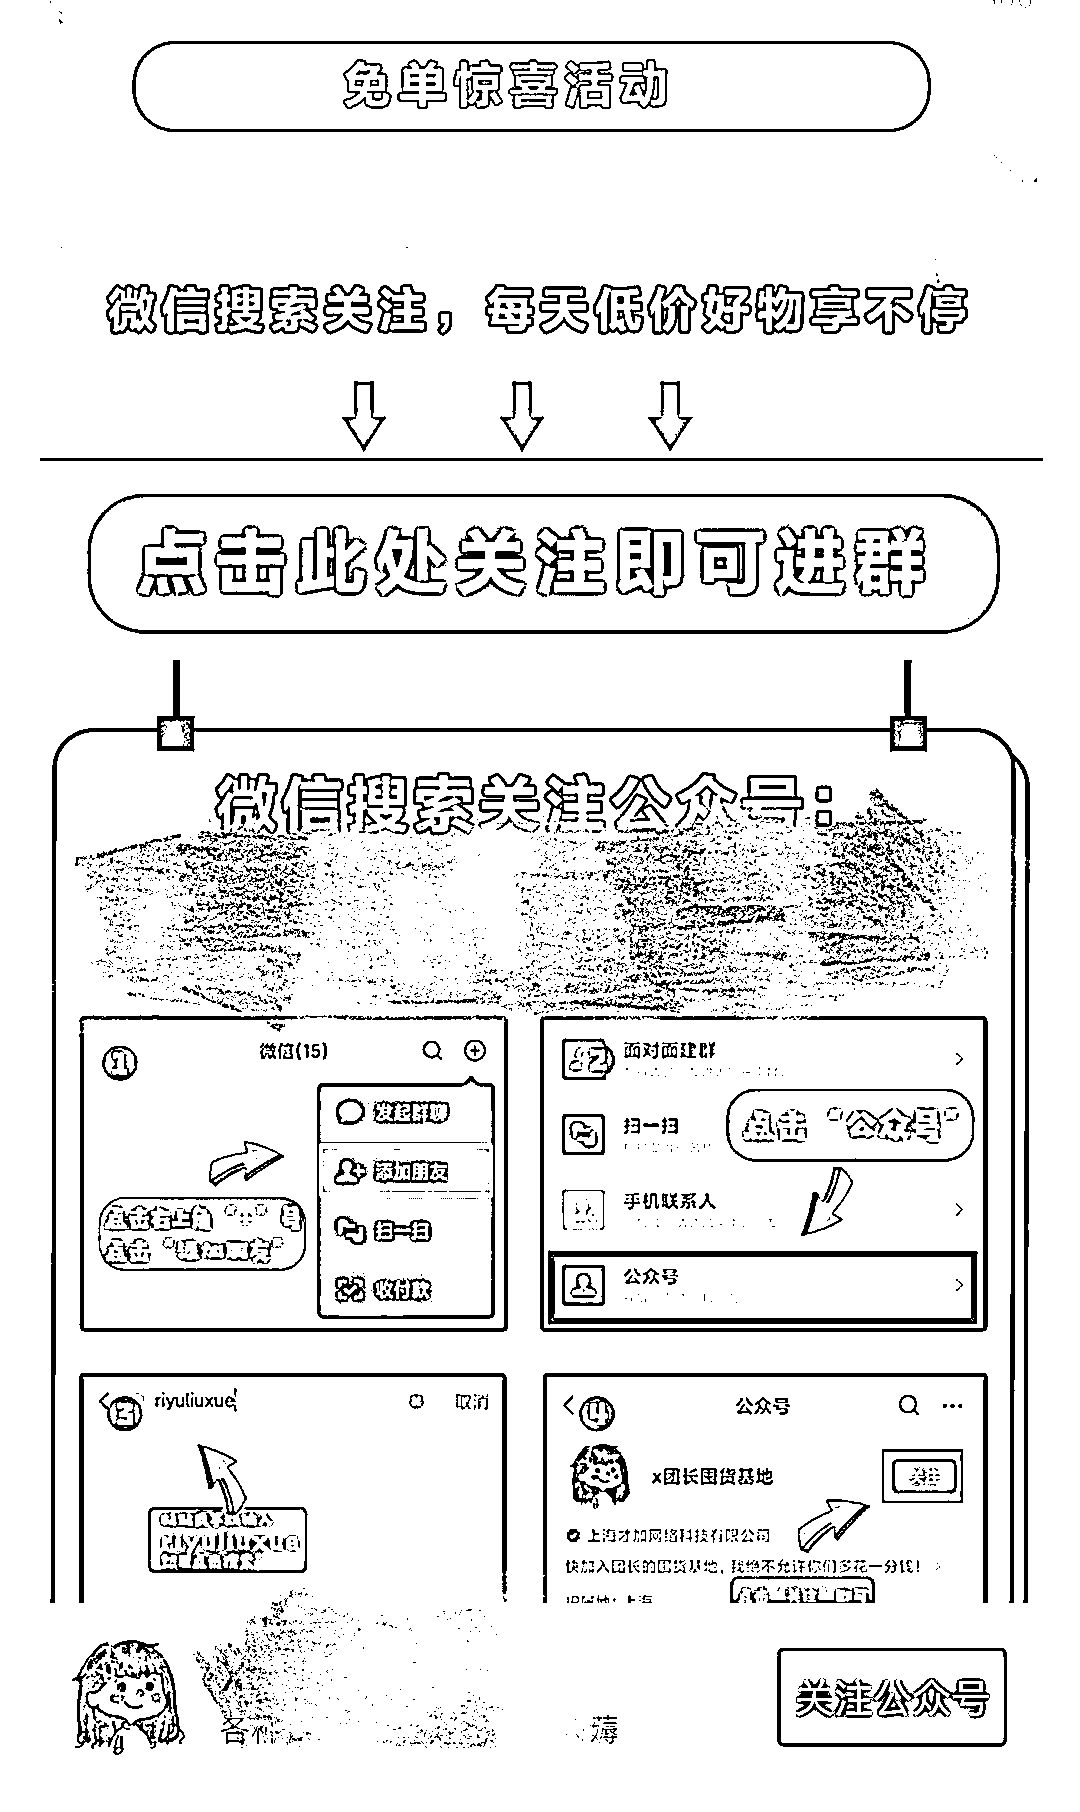 免单惊喜活动
微信搜索关注，每天低价好物享不停
点击此处关注即可进群
微信搜索关注公众号：
1
微信(15)
发起群聊
添加朋友
扫一扫
收付款
点击右上角 "+" 号
点击 "添加朋友"
2
面对面建群
扫一扫
手机联系人
公众号
点击 "公众号"
3
riyuliuxue
取消
riyuliuxue
4
公众号
x团长囤货基地
上海才加网络科技有限公司
快加入团长的囤货基地，我绝不允许你们多花一分钱！
IP属地：上海
各种
薅
关注公众号